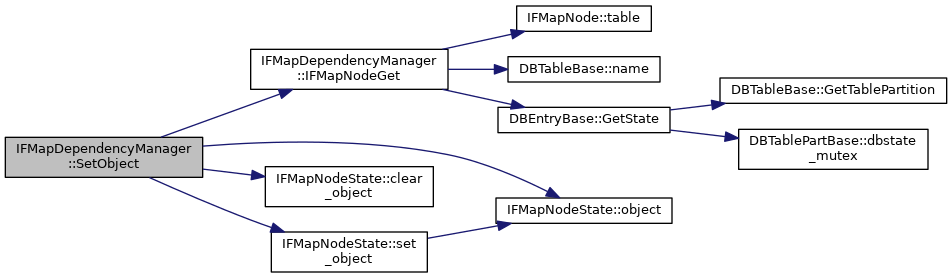 IFMapNode::table
IFMapDependencyManager
::IFMapNodeGet
DBTableBase::name
DBTableBase::GetTablePartition
DBEntryBase::GetState
IFMapDependencyManager
::SetObject
DBTablePartBase::dbstate
_mutex
IFMapNodeState::clear
_object
IFMapNodeState::object
IFMapNodeState::set
_object